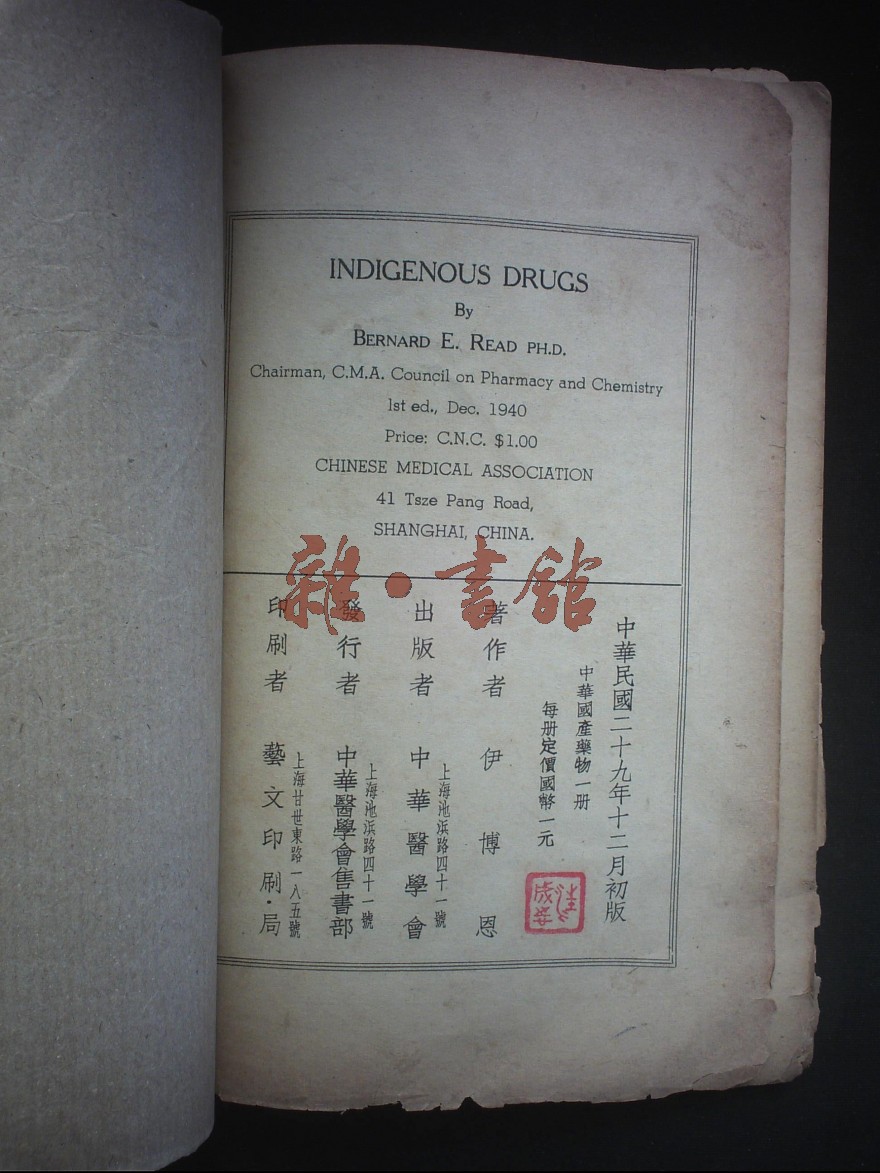 INDIGENOUS DRUGS
By
BERNARD E. READ PH.D.
Chairman, C.M.A. Council on Pharmacy and Chemistry
1st ed., Dec. 1940
Price: C.N.C. $1.00
CHINESE MEDICAL ASSOCIATION
41 Tsze Pang Road,
SHANGHAI, CHINA.
雜·書館
中華民國二十九年十二月初版
中華國產藥物一册
每册定價國幣一元
著作者 伊博恩
上海池浜路四十一號
出版者 中華醫學會
上海池浜路四十一號
發行者 中華醫學會售書部
上海甘世東路一八五號
印刷者 藝文印刷·局